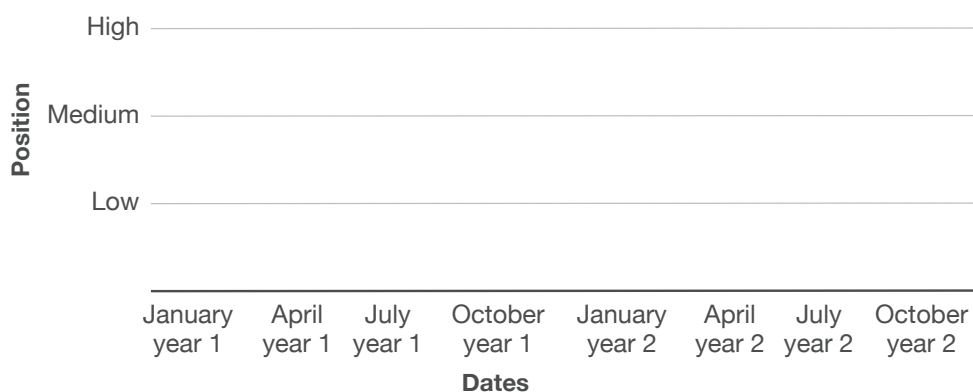 High
Medium
Low
Position
January April July October January April July October
year 1 year 1 year 1 year 1 year 2 year 2 year 2 year 2
Dates